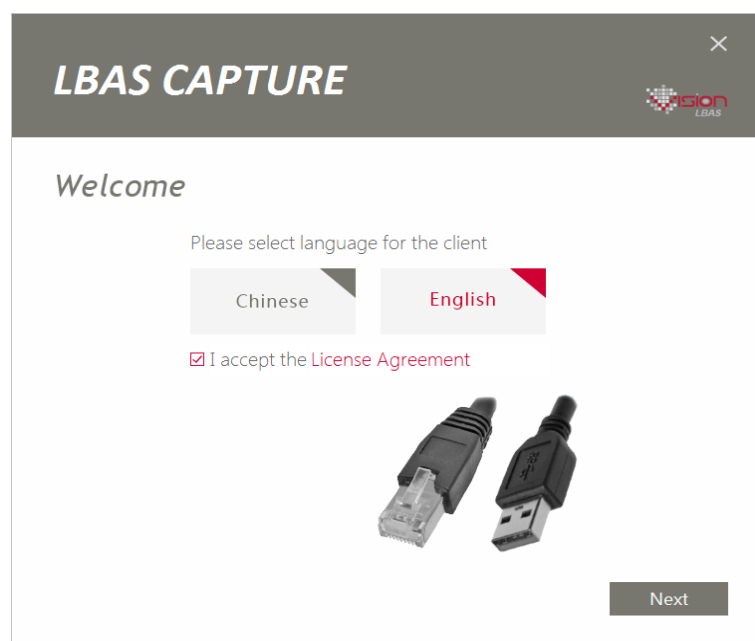 LBAS CAPTURE
VISION
LBAS
Welcome
Please select language for the client
Chinese
English
I accept the License Agreement
Next